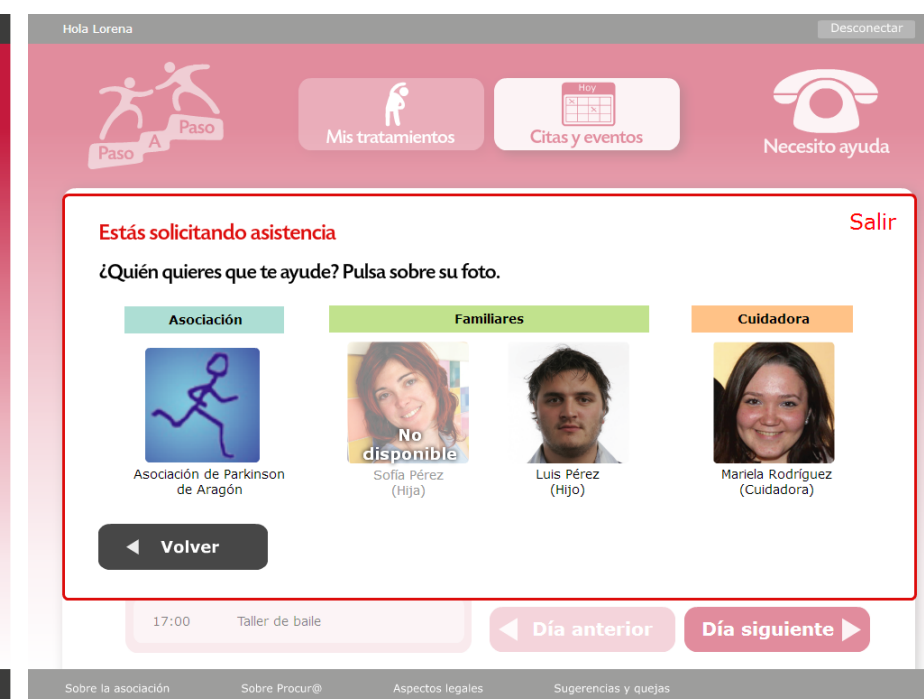 Hola Lorena
Desconectar
Paso A Paso
Mis tratamientos
Hoy
Citas y eventos
Necesito ayuda
Estás solicitando asistencia
Salir
¿Quién quieres que te ayude? Pulsa sobre su foto.
Asociación
Familiares
Cuidadora
No
disponible
Asociación de Parkinson
de Aragón
Sofía Pérez
(Hija)
Luis Pérez
(Hijo)
Mariela Rodríguez
(Cuidadora)
Volver
17:00 Taller de baile
Día anterior
Día siguiente
Sobre la asociación
Sobre Procur@
Aspectos legales
Sugerencias y quejas